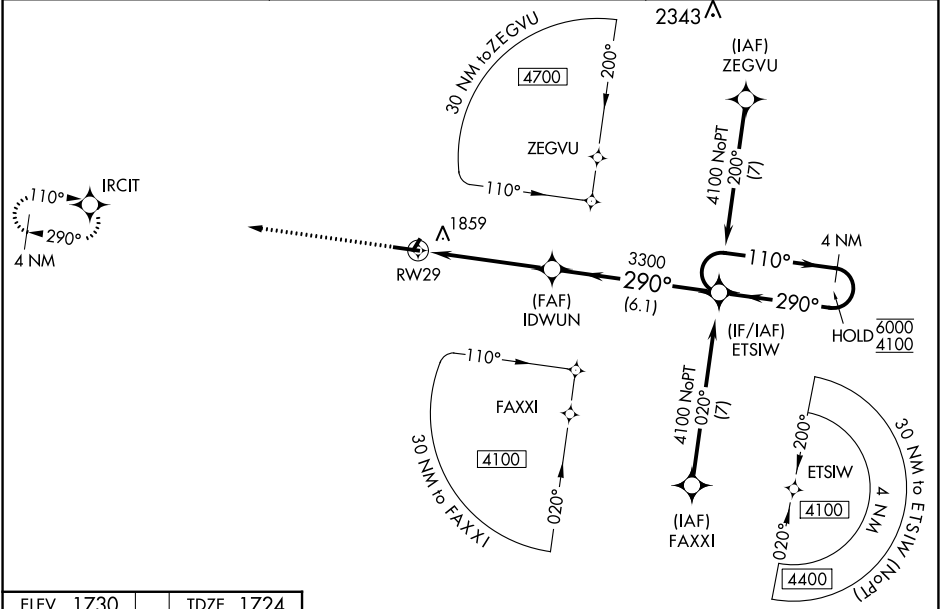 2343
(IAF)
ZEGVU
30 NM to ZEGVU
4700
200°
ZEGVU
110°
4100 NoPT
200°
(7)
IRCIT
110°
290°
4 NM
1859
RW29
(FAF)
IDWUN
3300
290°
(6.1)
110°
4 NM
290°
(IF/IAF)
ETSIW
HOLD
6000
4100
110°
FAXXI
4100
020°
30 NM to FAXXI
4100 NoPT
020°
(7)
(IAF)
FAXXI
200°
ETSIW
4100
020°
4 NM
4400
30 NM to ETSIW (NoPT)
ELEV 1730 TDZE 1724